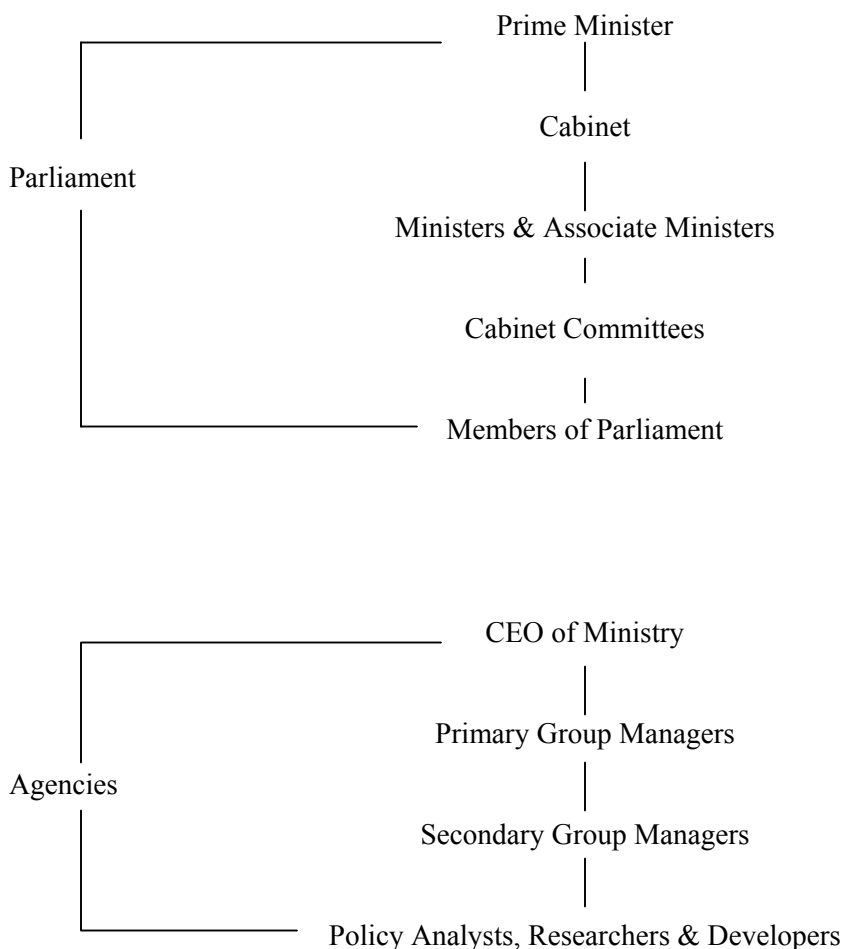 Prime Minister
Cabinet
Parliament
Ministers & Associate Ministers
Cabinet Committees
Members of Parliament
CEO of Ministry
Primary Group Managers
Agencies
Secondary Group Managers
Policy Analysts, Researchers & Developers